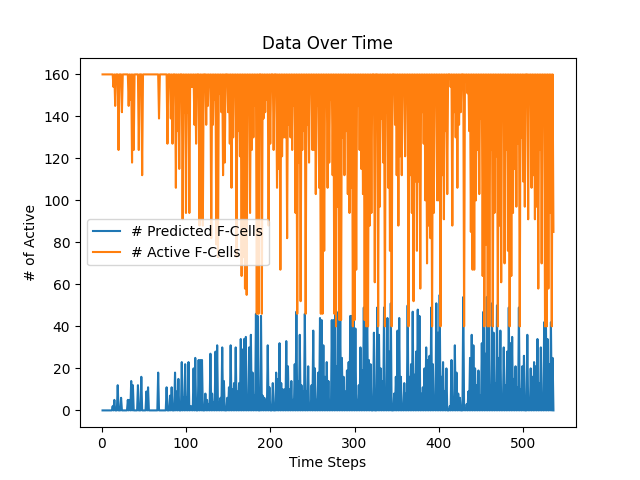 Data Over Time
160
140
120
100
80
60
40
20
0
# of Active
# Predicted F-Cells
# Active F-Cells
0 100 200 300 400 500
Time Steps